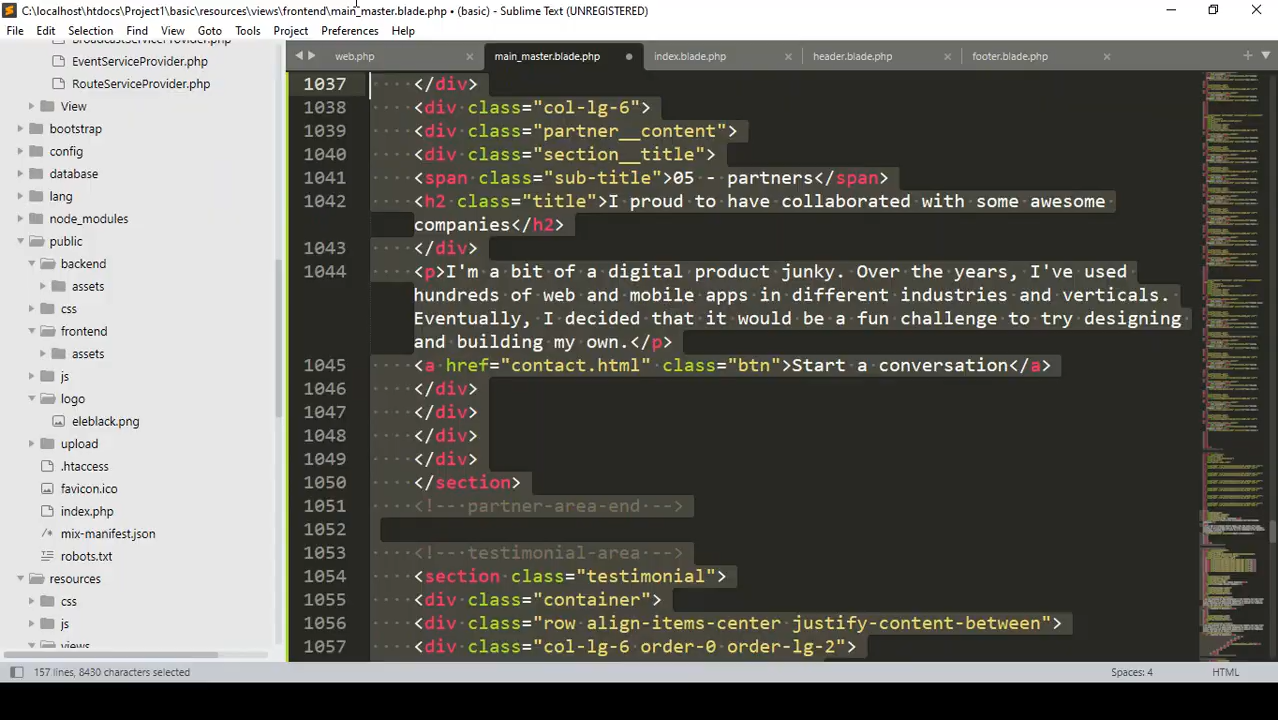 C:\localhost\htdocs\Project1\basic\resources\views\frontend\main_master.blade.php • (basic) - Sublime Text (UNREGISTERED)
File Edit Selection Find View Goto Tools Project Preferences Help
BroadcastServiceProvider.php
EventServiceProvider.php
RouteServiceProvider.php
View
bootstrap
config
database
lang
node_modules
public
backend
assets
css
frontend
assets
js
logo
eleblack.png
upload
.htaccess
favicon.ico
index.php
mix-manifest.json
robots.txt
resources
css
js
views
web.php main_master.blade.php index.blade.php header.blade.php footer.blade.php
1037 </div>
1038 <div class="col-lg-6">
1039 <div class="partner__content">
1040 <div class="section__title">
1041 <span class="sub-title">05 - partners</span>
1042 <h2 class="title">I proud to have collaborated with some awesome
companies</h2>
1043 </div>
1044 <p>I'm a bit of a digital product junky. Over the years, I've used
hundreds of web and mobile apps in different industries and verticals.
Eventually, I decided that it would be a fun challenge to try designing
and building my own.</p>
1045 <a href="contact.html" class="btn">Start a conversation</a>
1046 </div>
1047 </div>
1048 </div>
1049 </div>
1050 </section>
1051 <!-- partner-area-end -->
1052
1053 <!-- testimonial-area -->
1054 <section class="testimonial">
1055 <div class="container">
1056 <div class="row align-items-center justify-content-between">
1057 <div class="col-lg-6 order-0 order-lg-2">
157 lines, 8430 characters selected Spaces: 4 HTML